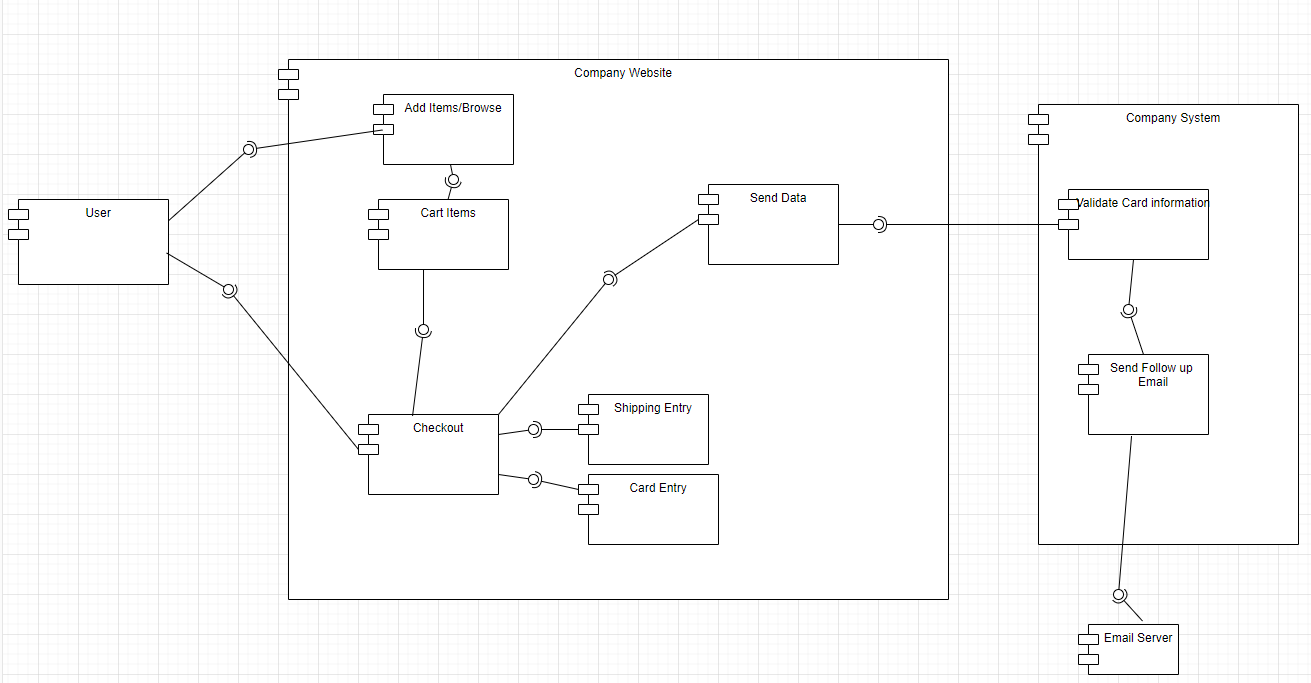 Company Website
Add Items/Browse
Company System
User
Cart Items
Send Data
Validate Card information
Send Follow up
Email
Checkout
Shipping Entry
Card Entry
Email Server